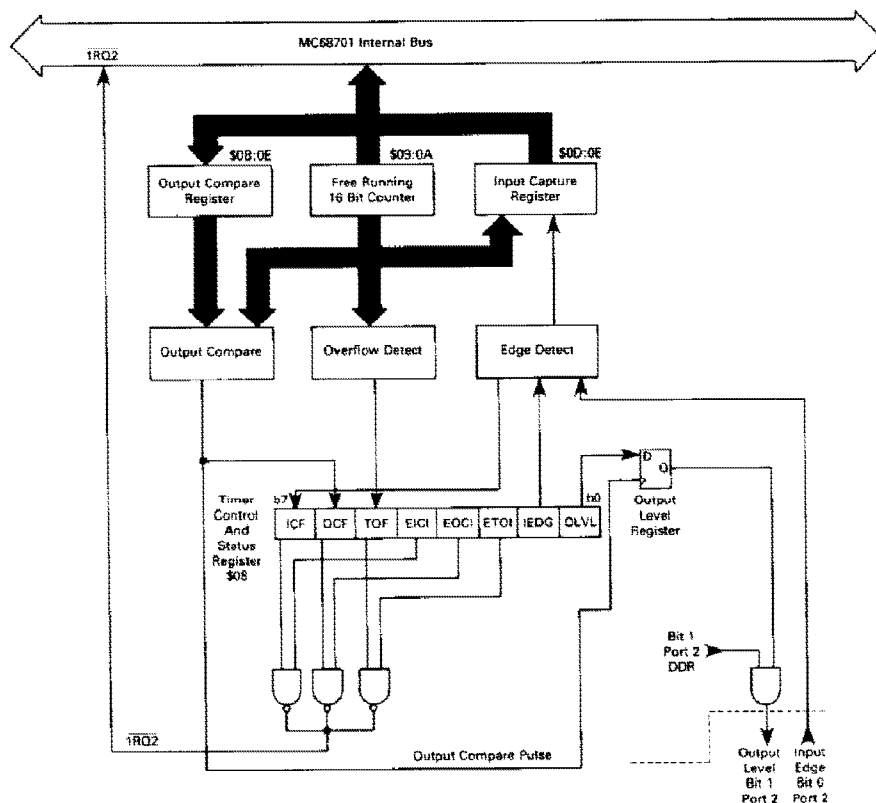 MC68701 Internal Bus
IRQ2
$0B:0E
$09:0A
$0D:0E
Output Compare
Register
Free Running
16 Bit Counter
Input Capture
Register
Output Compare
Overflow Detect
Edge Detect
D
Q
Output
Level
Register
Timer
Control
And
Status
Register
$08
b7
b0
ICF
OCF
TOF
EICI
EOCI
ETOI
IEDG
OLVL
Bit 1
Port 2
DDR
IRQ2
Output Compare Pulse
Output
Level
Bit 1
Port 2
Input
Edge
Bit 0
Port 2